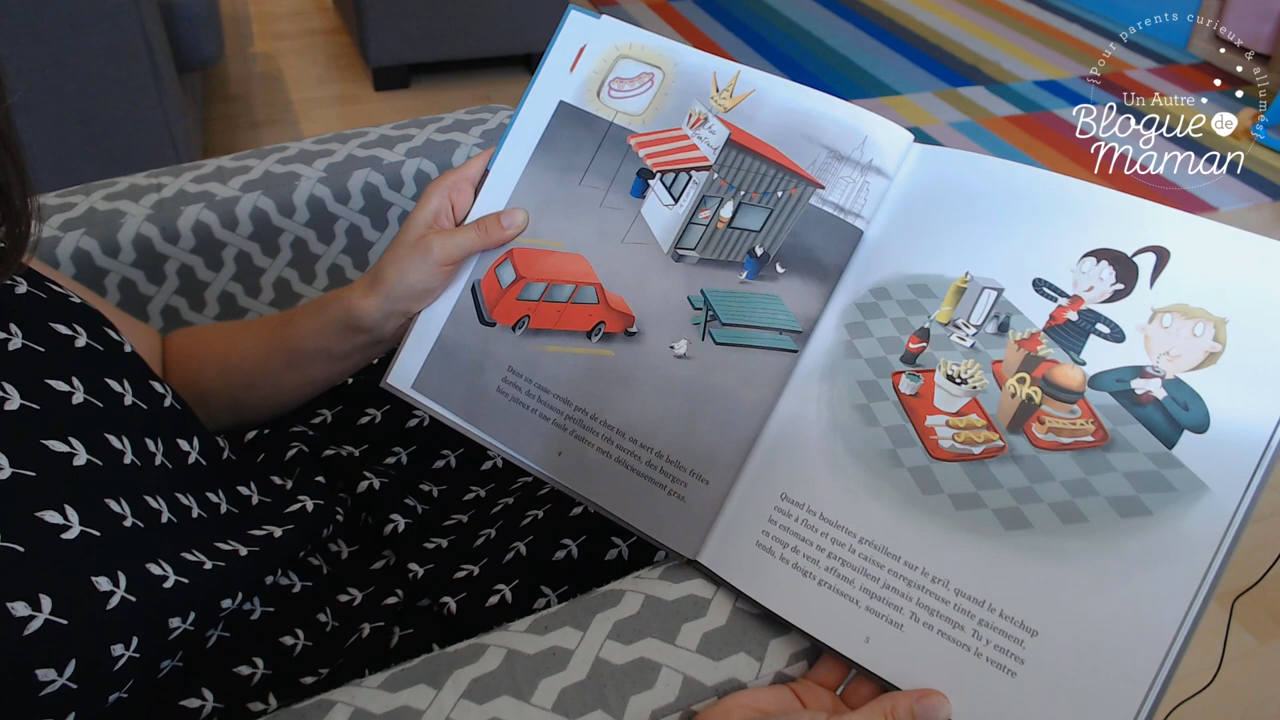 {Pour parents curieux & allumés}
Un Autre
Blogue de
Maman
Dans un casse-croûte près de chez toi, on sert de belles frites
dorées, des boissons pétillantes très sucrées, des burgers
bien juteux et une foule d'autres mets délicieusement gras.
4
Quand les boulettes grésillent sur le gril, quand le ketchup
coule à flots et que la caisse enregistreuse tinte gaiement,
les estomacs ne gargouillent jamais longtemps. Tu y entres
en coup de vent, affamé, impatient. Tu en ressors le ventre
tendu, les doigts graisseux, souriant.
5